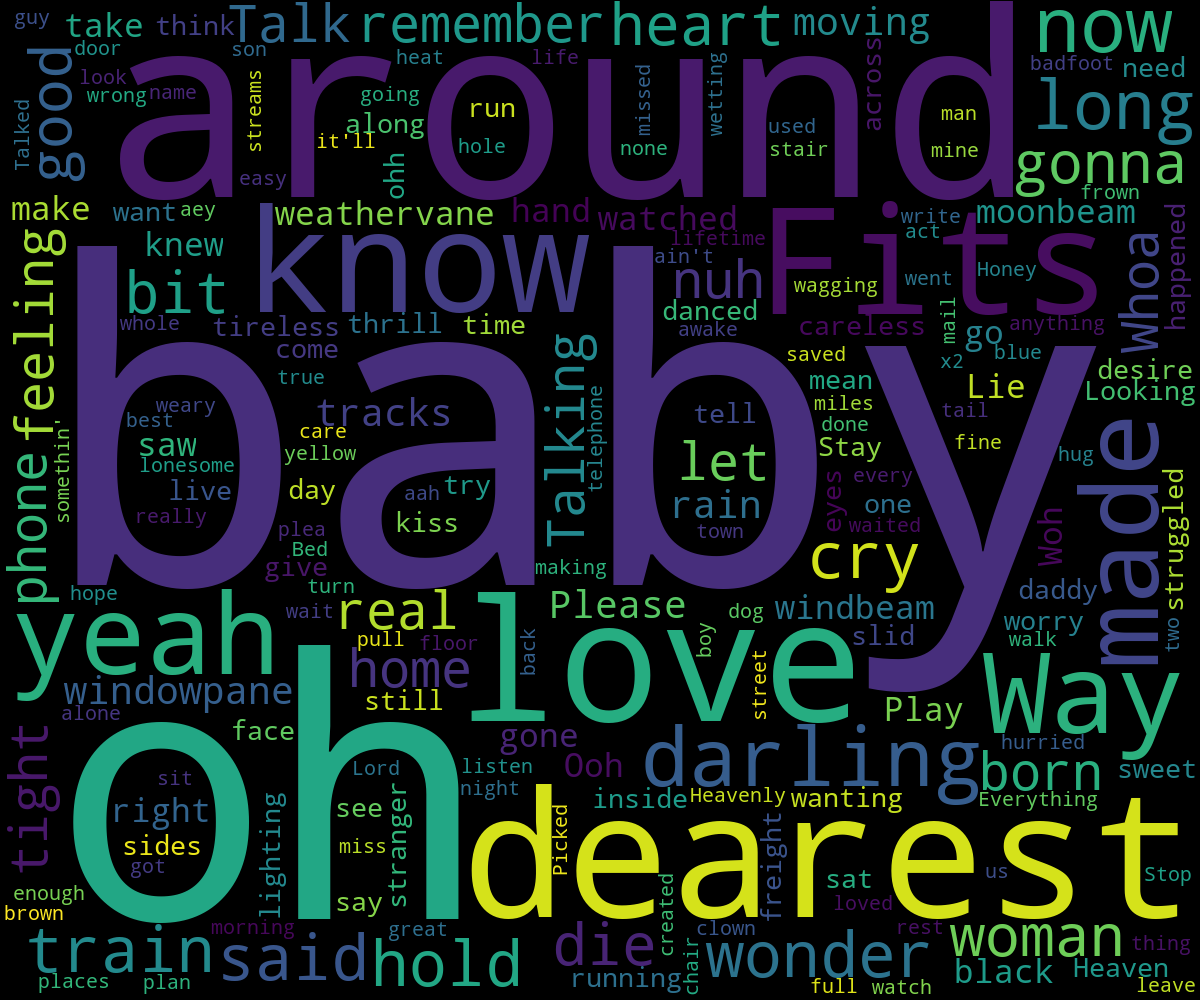 guy take think Talk remember heart moving now
door son heat life badfoot need
look wrong name good Talked streams going around missed wetting across long
it'll along run hole none used stair man mine gonna
easy ohh frown
make want aey weathervane hand watched write moonbeam
knew know lifetime act Fits happened
feeling bit ain't nuh wagging went Honey Whoa
whole tireless thrill time danced awake careless mail go anything
come true Talking saved x2 blue desire
baby mean Lie Looking
weary best tracks tell miles tail
saw care yellow telephone let done Stay fine made
lonesome live day aah try rain eyes every hug
phone somethin' really kiss town one waited Woh struggled
plea Bed give turn making cry
hope wait real Please dog windbeam daddy worry two
yeah pull floor back love boy slid walk
windowpane home still street Play Way
alone face gone darling hurried
tight oh Lord listen Ooh born sweet
sit night inside Heavenly wanting Everything
right see dearest
sides lighting miss stranger Picked freight
got sat us Stop
enough say created loved
brown morning great clown rest woman thing
train said hold die wonder
places plan running chair full watch black Heaven leave